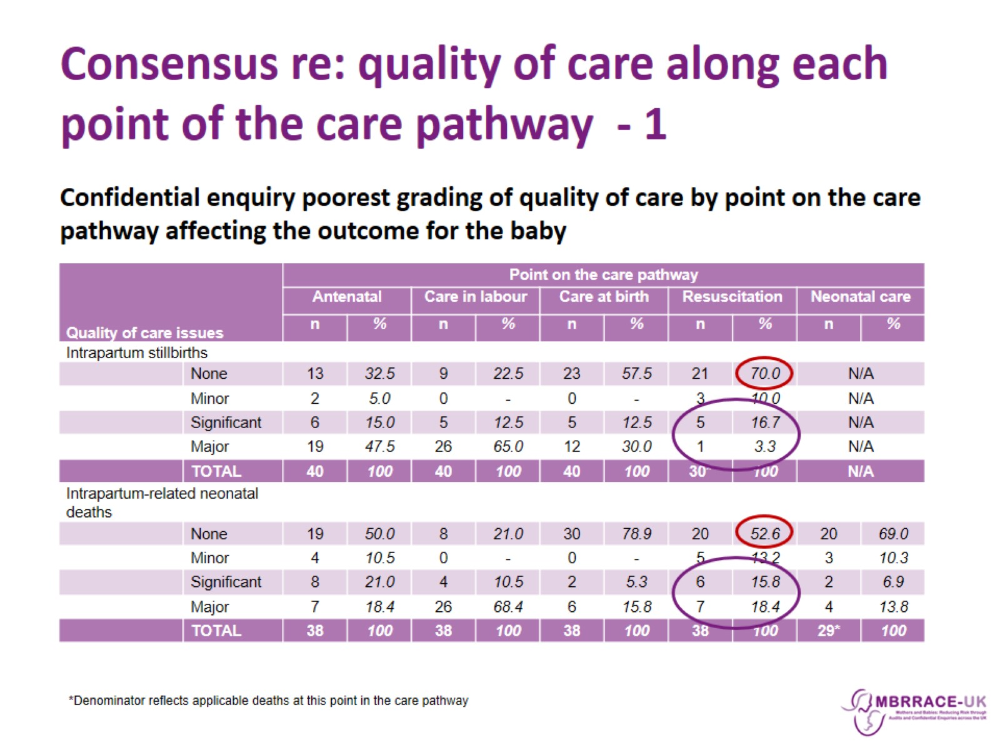 Consensus re: quality of care along each
point of the care pathway - 1
Confidential enquiry poorest grading of quality of care by point on the care
pathway affecting the outcome for the baby
Point on the care pathway
Antenatal Care in labour Care at birth Resuscitation Neonatal care
Quality of care issues n % n % n % n % n %
Intrapartum stillbirths
None 13 32.5 9 22.5 23 57.5 21 70.0 N/A
Minor 2 5.0 0 - 0 - 3 10.0 N/A
Significant 6 15.0 5 12.5 5 12.5 5 16.7 N/A
Major 19 47.5 26 65.0 12 30.0 1 3.3 N/A
TOTAL 40 100 40 100 40 100 30* 100 N/A
Intrapartum-related neonatal
deaths
None 19 50.0 8 21.0 30 78.9 20 52.6 20 69.0
Minor 4 10.5 0 - 0 - 5 13.2 3 10.3
Significant 8 21.0 4 10.5 2 5.3 6 15.8 2 6.9
Major 7 18.4 26 68.4 6 15.8 7 18.4 4 13.8
TOTAL 38 100 38 100 38 100 38 100 29* 100
*Denominator reflects applicable deaths at this point in the care pathway
MBRRACE-UK
Mothers and Babies: Reducing Risk through
Audits and Confidential Enquiries across the UK